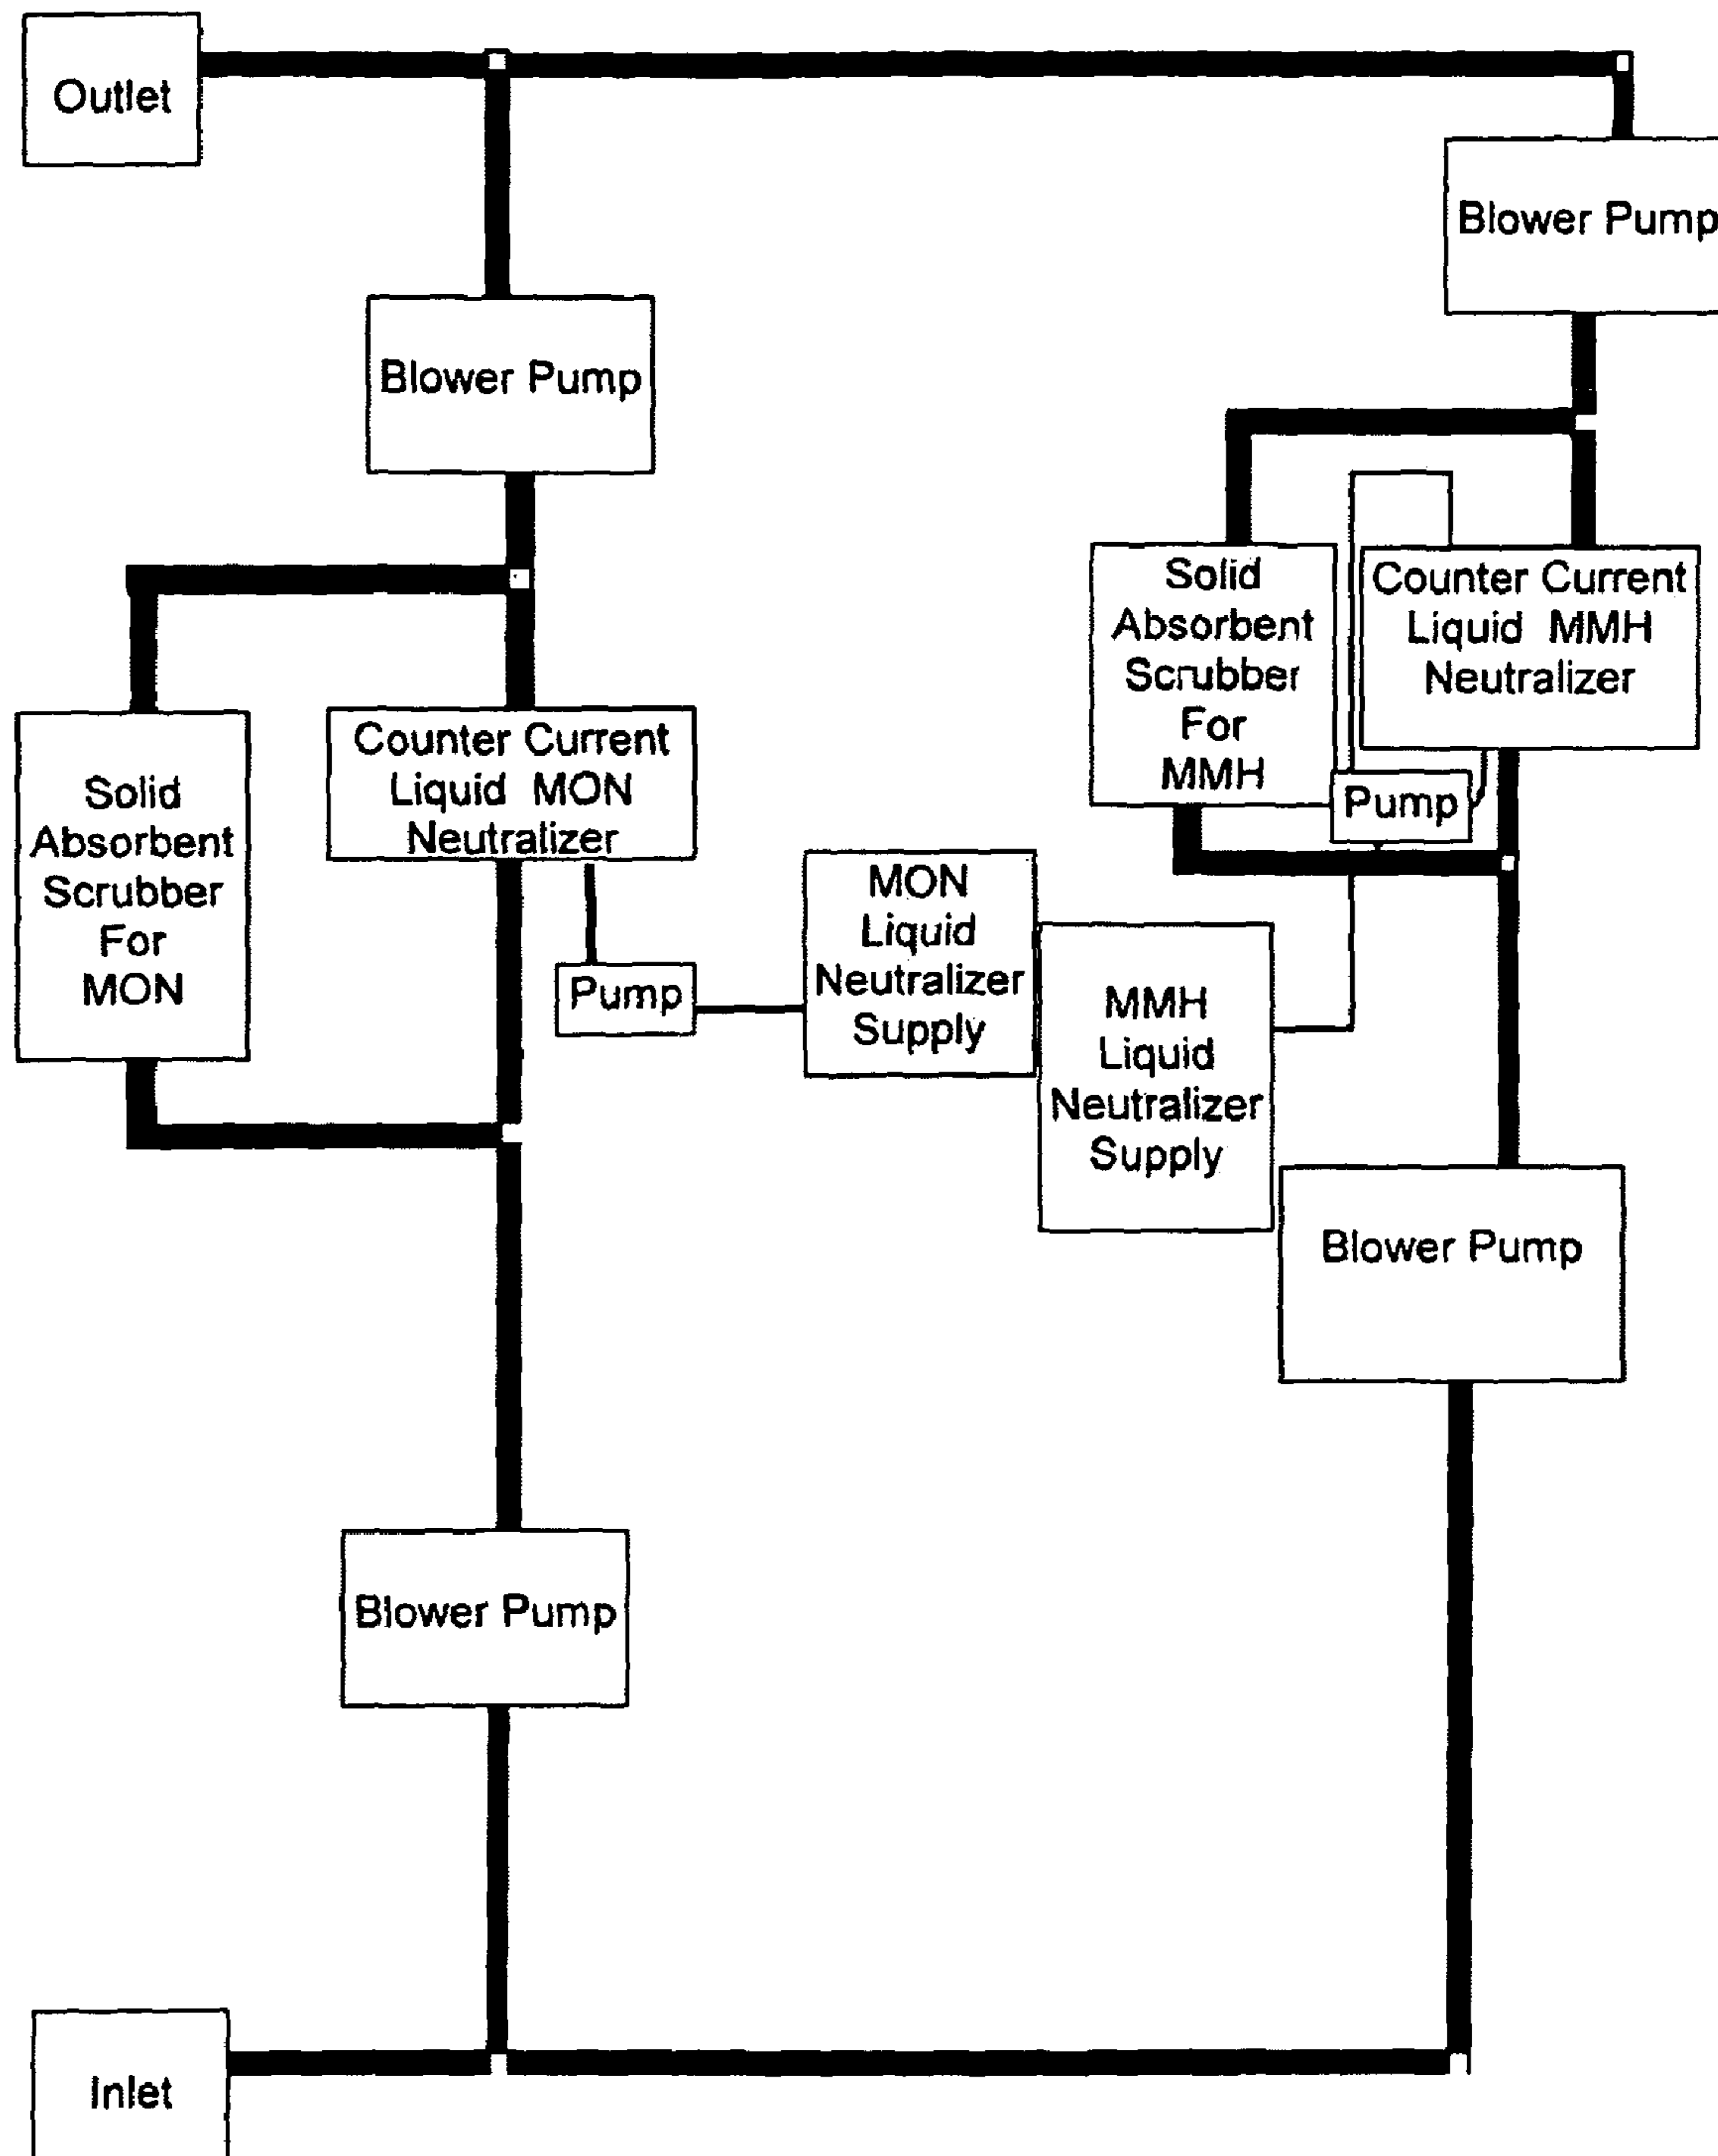 Outlet
Blower Pump
Blower Pump
Solid
Absorbent
Scrubber
For
MMH
Counter Current
Liquid MMH
Neutralizer
Pump
Solid
Absorbent
Scrubber
For
MON
Counter Current
Liquid MON
Neutralizer
Pump
MON
Liquid
Neutralizer
Supply
MMH
Liquid
Neutralizer
Supply
Blower Pump
Blower Pump
Inlet